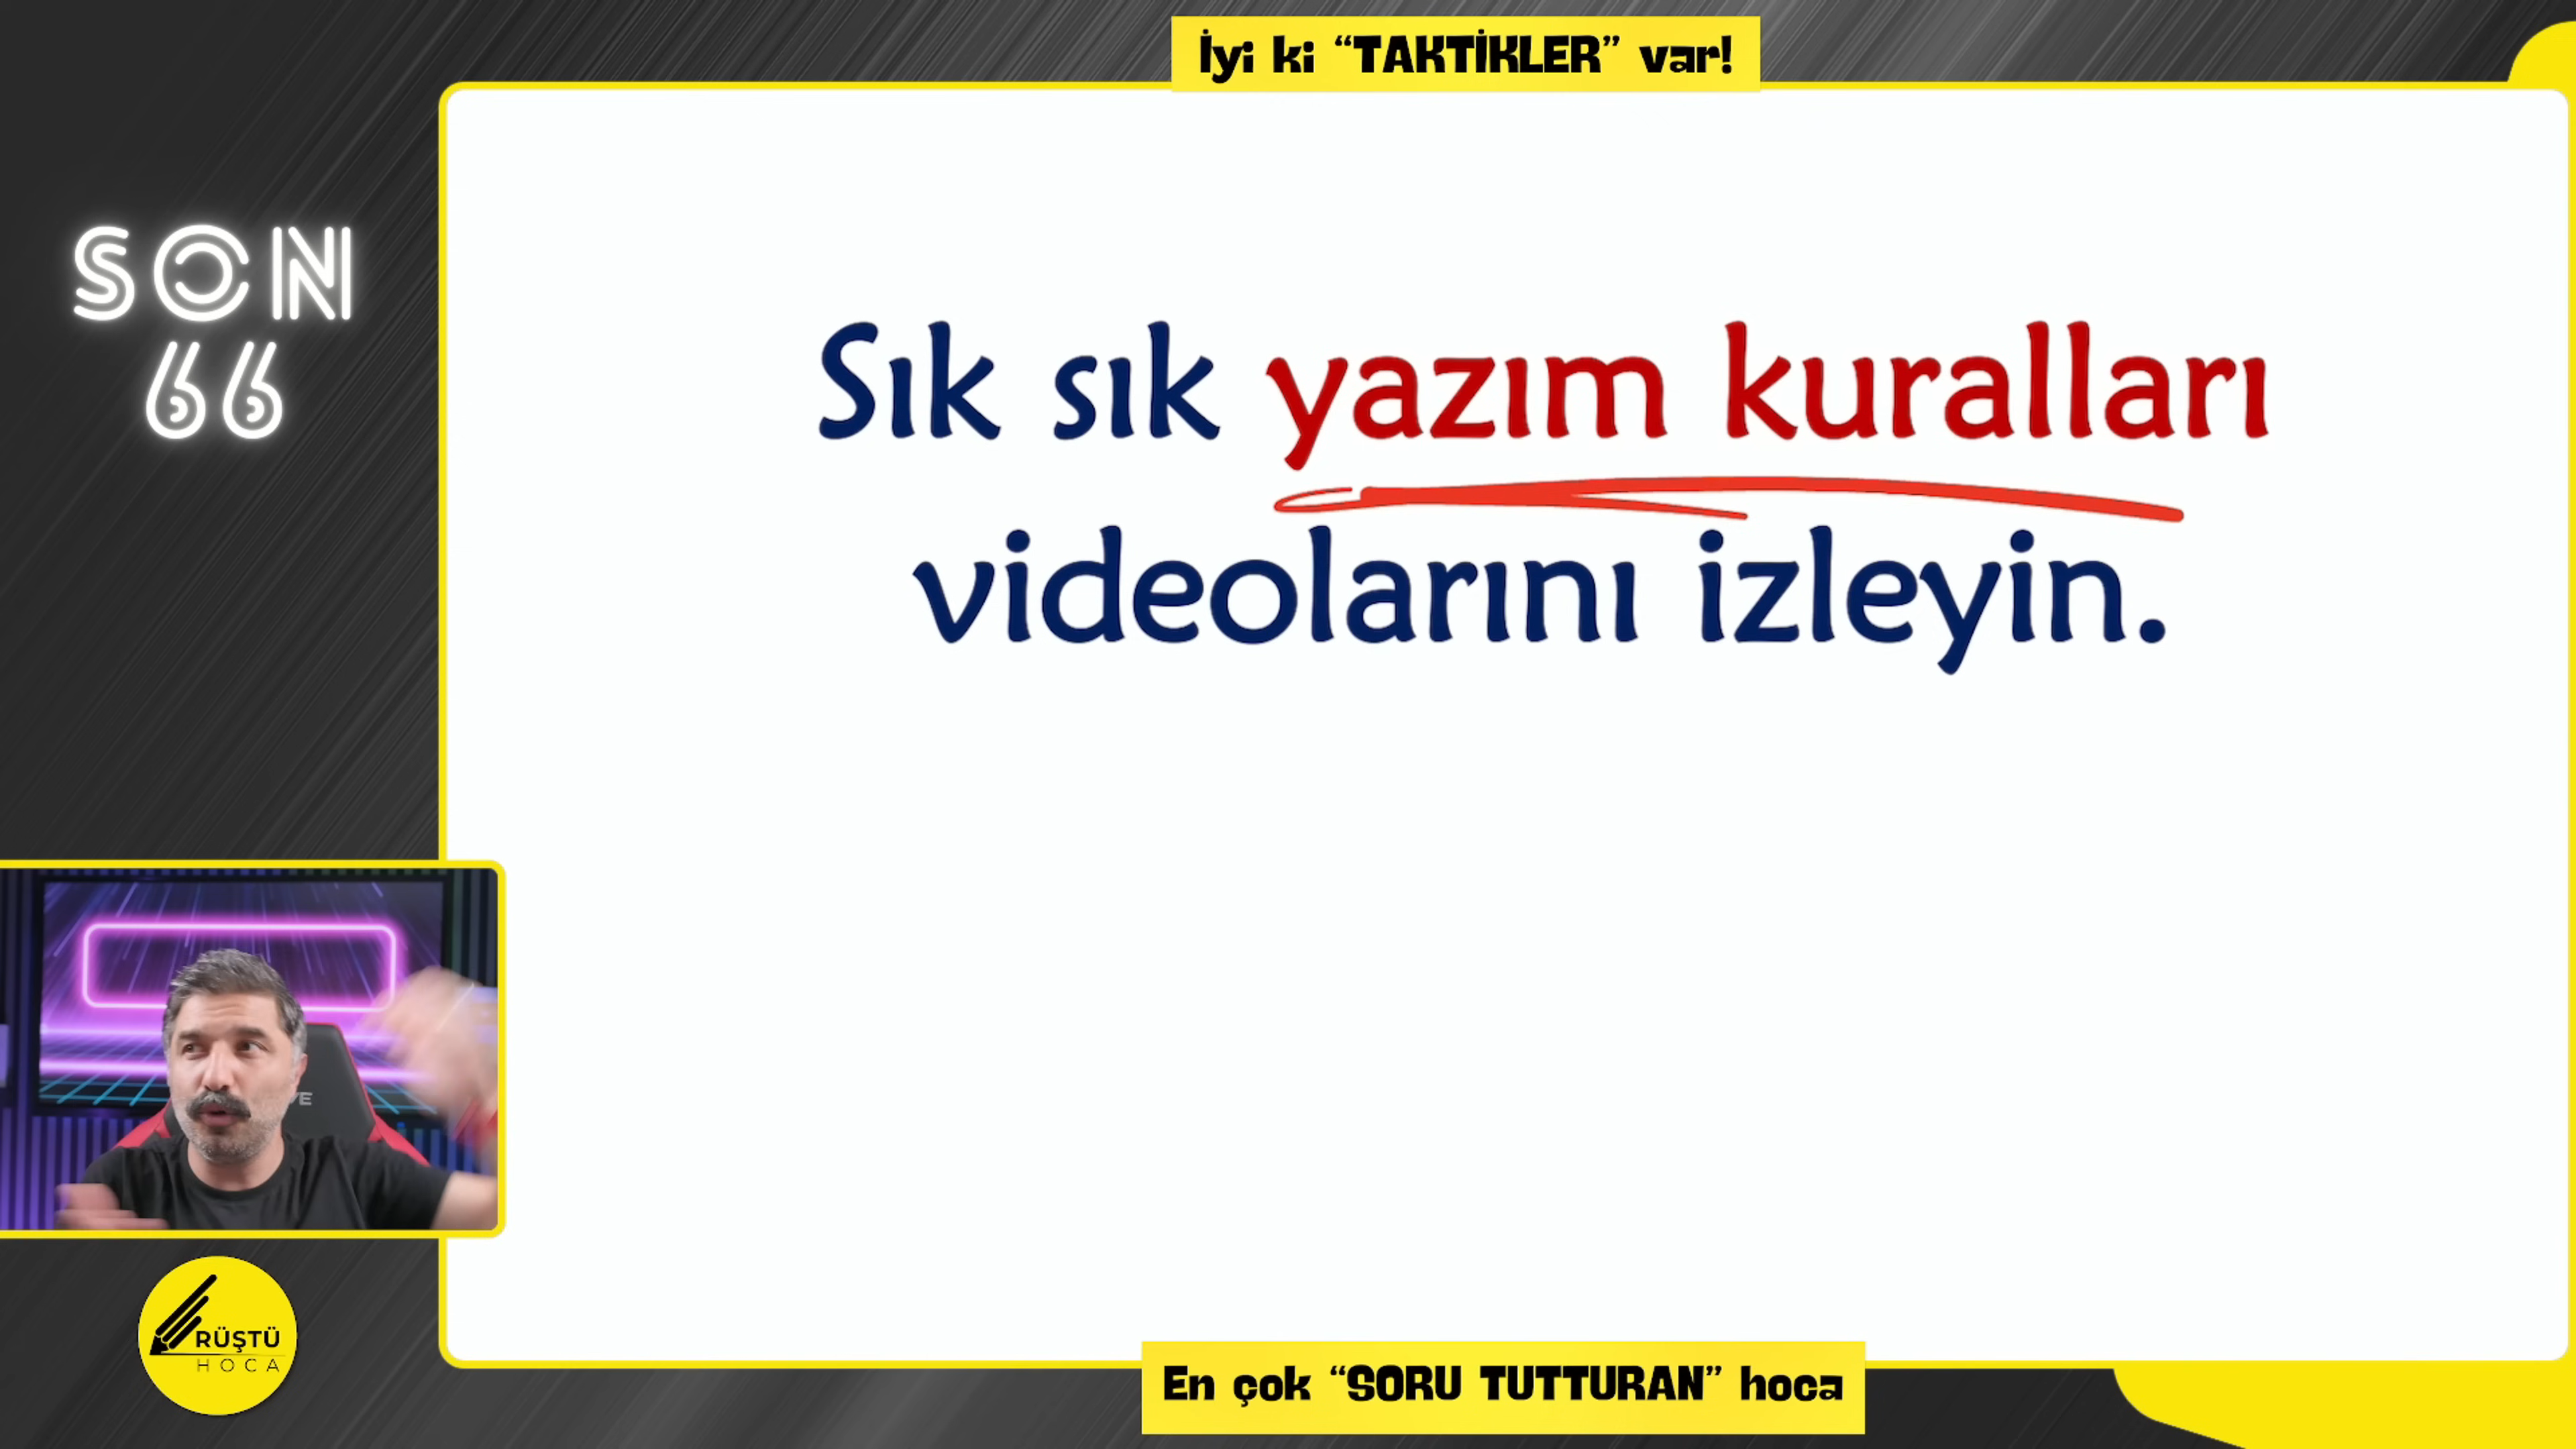 İyi ki “TAKTİKLER” var!
SON
66
Sık sık yazım kuralları
videolarını izleyin.
RÜŞTÜ
HOCA
En çok “SORU TUTTURAN” hoca